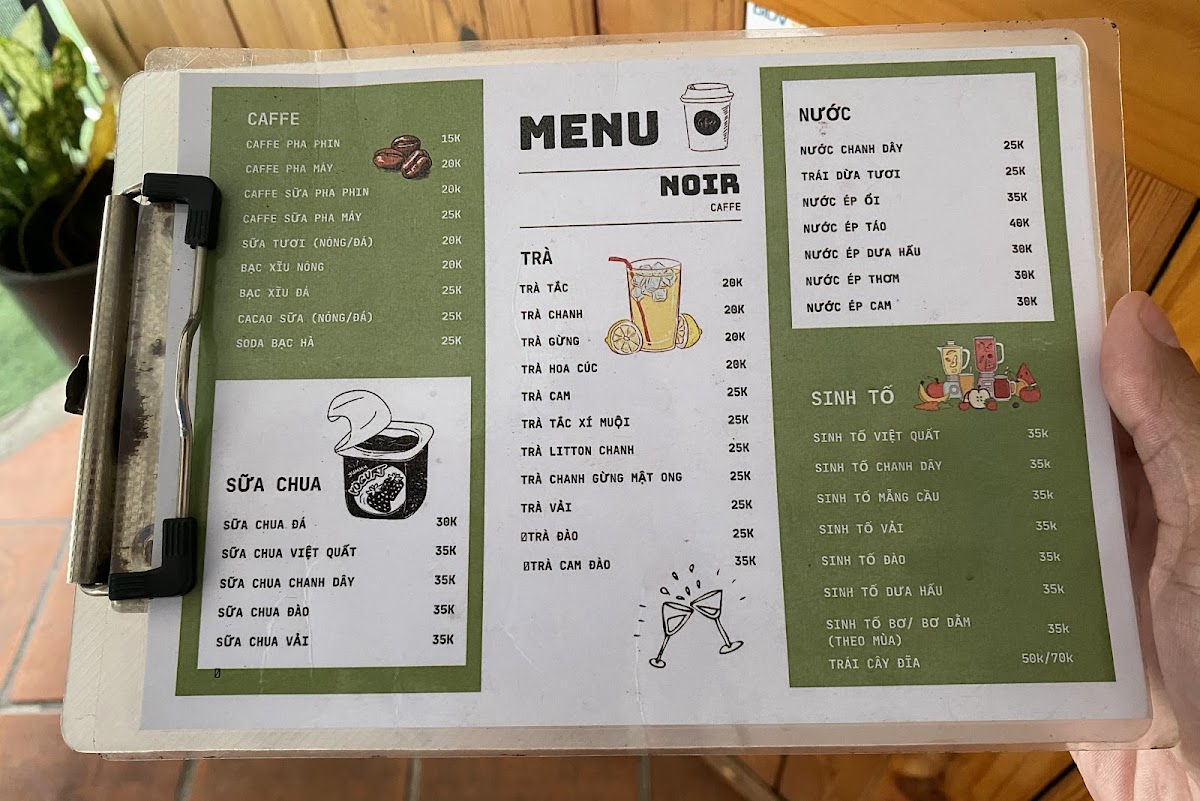 CAFFE
CAFFE PHA PHIN 15K
CAFFE PHA MÁY 20K
CAFFE SỮA PHA PHIN 20k
CAFFE SỮA PHA MÁY 25K
SỮA TƯƠI (NÓNG/ĐÁ) 20K
BẠC XĨU NÓNG 20K
BẠC XĨU ĐÁ 25K
CACAO SỮA (NÓNG/ĐÁ) 25K
SODA BẠC HÀ 25K
YOGURT
SỮA CHUA
SỮA CHUA ĐÁ 30K
SỮA CHUA VIỆT QUẤT 35K
SỮA CHUA CHANH DÂY 35K
SỮA CHUA ĐÀO 35K
SỮA CHUA VẢI 35K
0
MENU
NOIR
CAFFE
TRÀ
TRÀ TẮC 20K
TRÀ CHANH 20K
TRÀ GỪNG 20K
TRÀ HOA CÚC 20K
TRÀ CAM 25K
TRÀ TẮC XÍ MUỘI 25K
TRÀ LITTON CHANH 25K
TRÀ CHANH GỪNG MẬT ONG 25K
TRÀ VẢI 25K
0TRÀ ĐÀO 25K
0TRÀ CAM ĐÀO 35K
NƯỚC
NƯỚC CHANH DÂY 25K
TRÁI DỪA TƯƠI 25K
NƯỚC ÉP ỔI 35K
NƯỚC ÉP TÁO 40K
NƯỚC ÉP DƯA HẤU 30K
NƯỚC ÉP THƠM 30K
NƯỚC ÉP CAM 30K
SINH TỐ
SINH TỐ VIỆT QUẤT 35k
SINH TỐ CHANH DÂY 35k
SINH TỐ MÃNG CẦU 35k
SINH TỐ VẢI 35k
SINH TỐ ĐÀO 35k
SINH TỐ DƯA HẤU 35k
SINH TỐ BƠ/ BƠ DẦM 35k
(THEO MÙA)
TRÁI CÂY DĨA 50k/70k